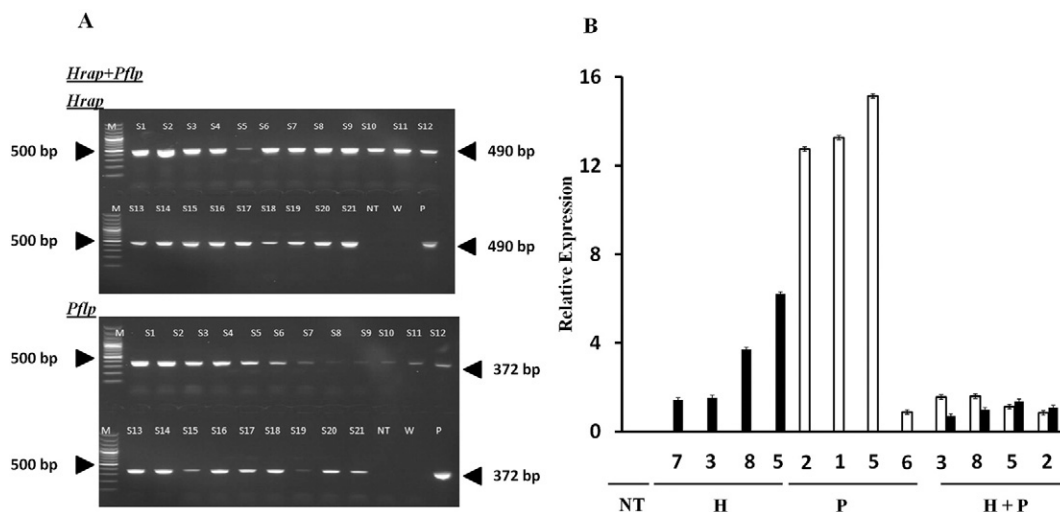 A
Hrap+Pflp
Hrap
M S1 S2 S3 S4 S5 S6 S7 S8 S9 S10 S11 S12
500 bp
490 bp
M S13 S14 S15 S16 S17 S18 S19 S20 S21 NT W P
500 bp
490 bp
Pflp
M S1 S2 S3 S4 S5 S6 S7 S8 S9 S10 S11 S12
500 bp
372 bp
M S13 S14 S15 S16 S17 S18 S19 S20 S21 NT W P
500 bp
372 bp
B
Relative Expression
16
12
8
4
0
7 3 8 5 2 1 5 6 3 8 5 2
NT H P H + P